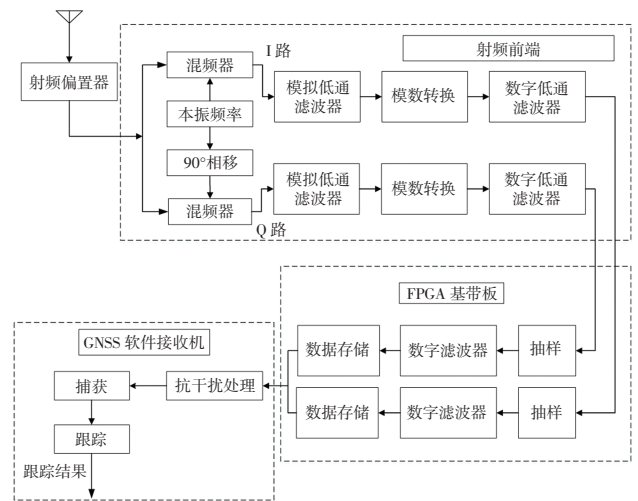 I 路
射频前端
射频偏置器
混频器
模拟低通
滤波器
模数转换
数字低通
滤波器
本振频率
90°相移
混频器
模拟低通
滤波器
模数转换
数字低通
滤波器
Q 路
FPGA 基带板
数据存储
数字滤波器
抽样
数据存储
数字滤波器
抽样
GNSS 软件接收机
捕获
抗干扰处理
跟踪
跟踪结果